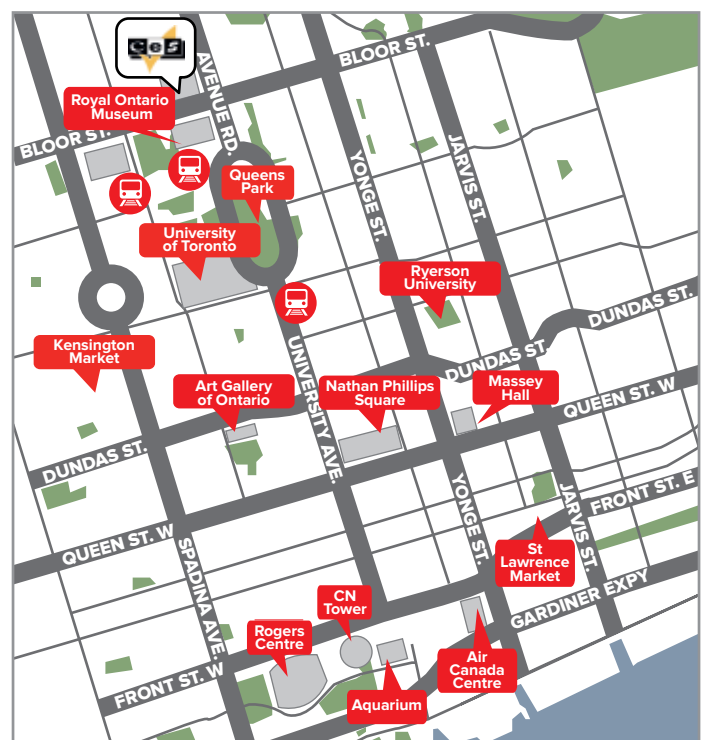 CeS
AVENUE RD.
BLOOR ST.
Royal Ontario
Museum
BLOOR ST.
YONGE ST.
JARVIS ST.
Queens
Park
University
of Toronto
Ryerson
University
DUNDAS ST.
Kensington
Market
UNIVERSITY AVE.
DUNDAS ST.
Art Gallery
of Ontario
Nathan Phillips
Square
Massey
Hall
QUEEN ST. W
DUNDAS ST.
YONGE ST.
JARVIS ST.
FRONT ST. E
QUEEN ST. W
SPADINA AVE.
St
Lawrence
Market
GARDINER EXPY
CN
Tower
Rogers
Centre
Air
Canada
Centre
FRONT ST. W
Aquarium